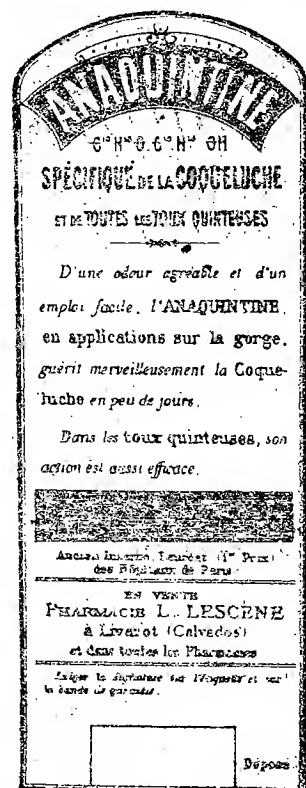 ANAQUINTINE
SPÉCIFIQUE DE LA COQUELUCHE
ET DE TOUTES LES TOUX QUINTEUSES
D'une odeur agréable et d'un
emploi facile, l'ANAQUINTINE,
en applications sur la gorge,
guérit merveilleusement la Coque-
luche en peu de jours.
Dans les toux quinteuses, son
action est aussi efficace.
Ancien Interne, Lauréat (1er Prix)
des Hôpitaux de Paris
EN VENTE
PHARMACIE L. LESCÈNE
à Livarot (Calvados)
et dans toutes les Pharmacies
Exiger la signature sur l'étiquette et sur
la bande de garantie.
Déposé